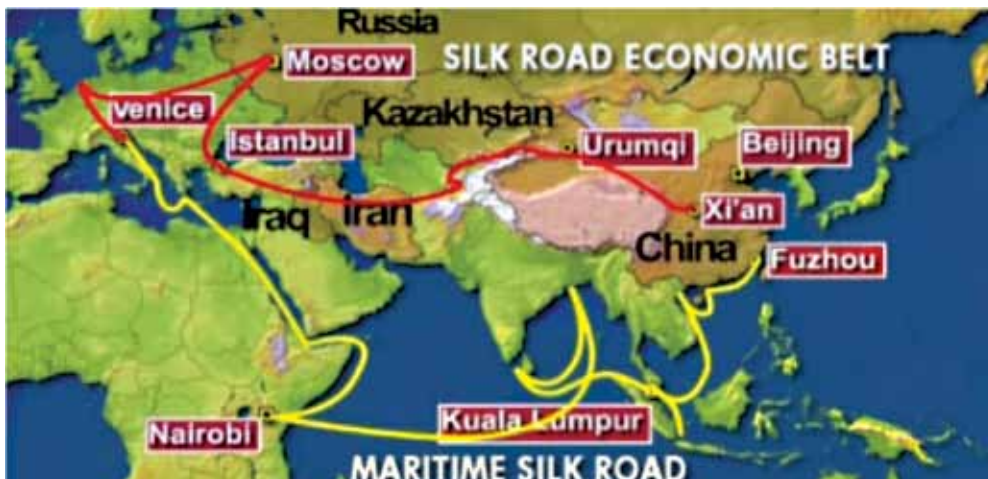 Russia
Moscow
SILK ROAD ECONOMIC BELT
Kazakhstan
venice
Istanbul
Urumqi
Beijing
Iraq
iran
Xi'an
China
Fuzhou
Nairobi
Kuala Lumpur
MARITIME SILK ROAD